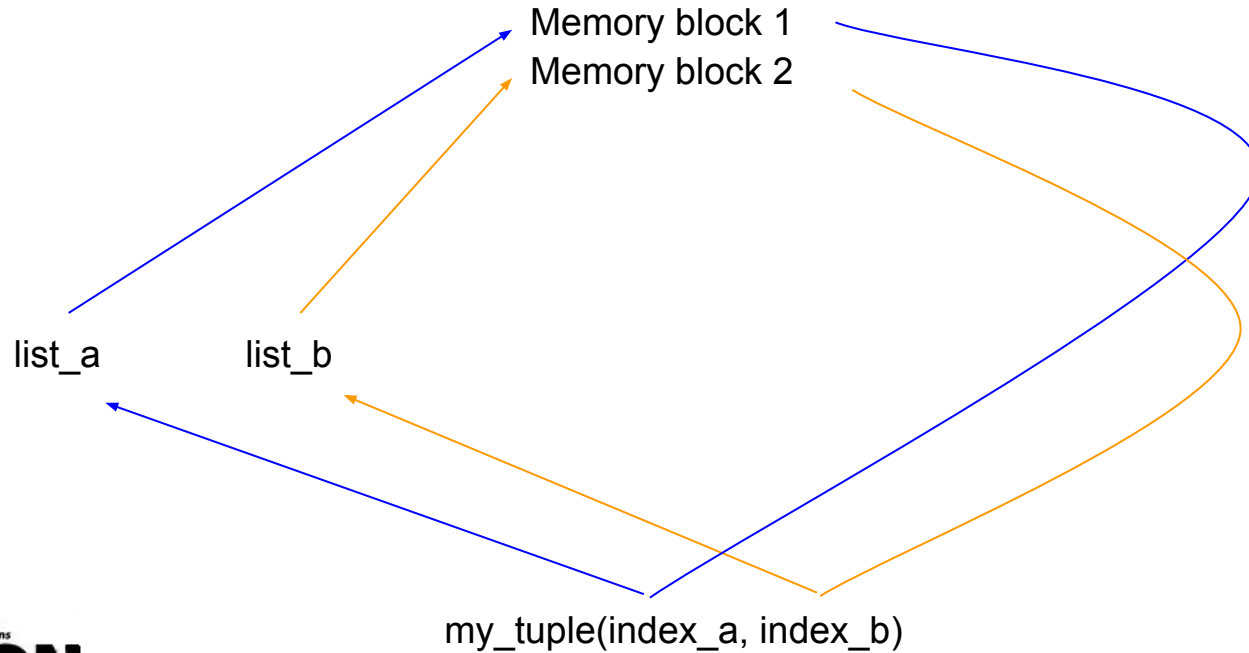 Memory block 1
Memory block 2
list_a
list_b
my_tuple(index_a, index_b)